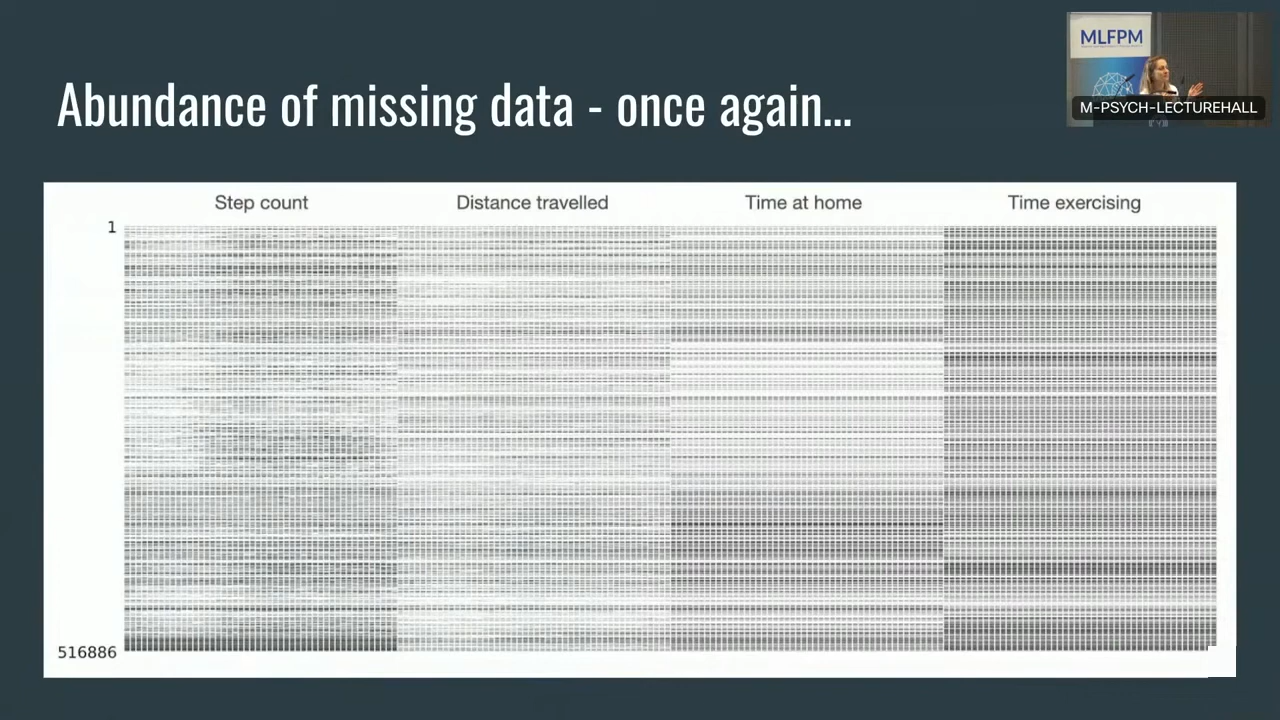 MLFPM
M-PSYCH-LECTUREHALL
Abundance of missing data - once again...
Step count
Distance travelled
Time at home
Time exercising
1
516886